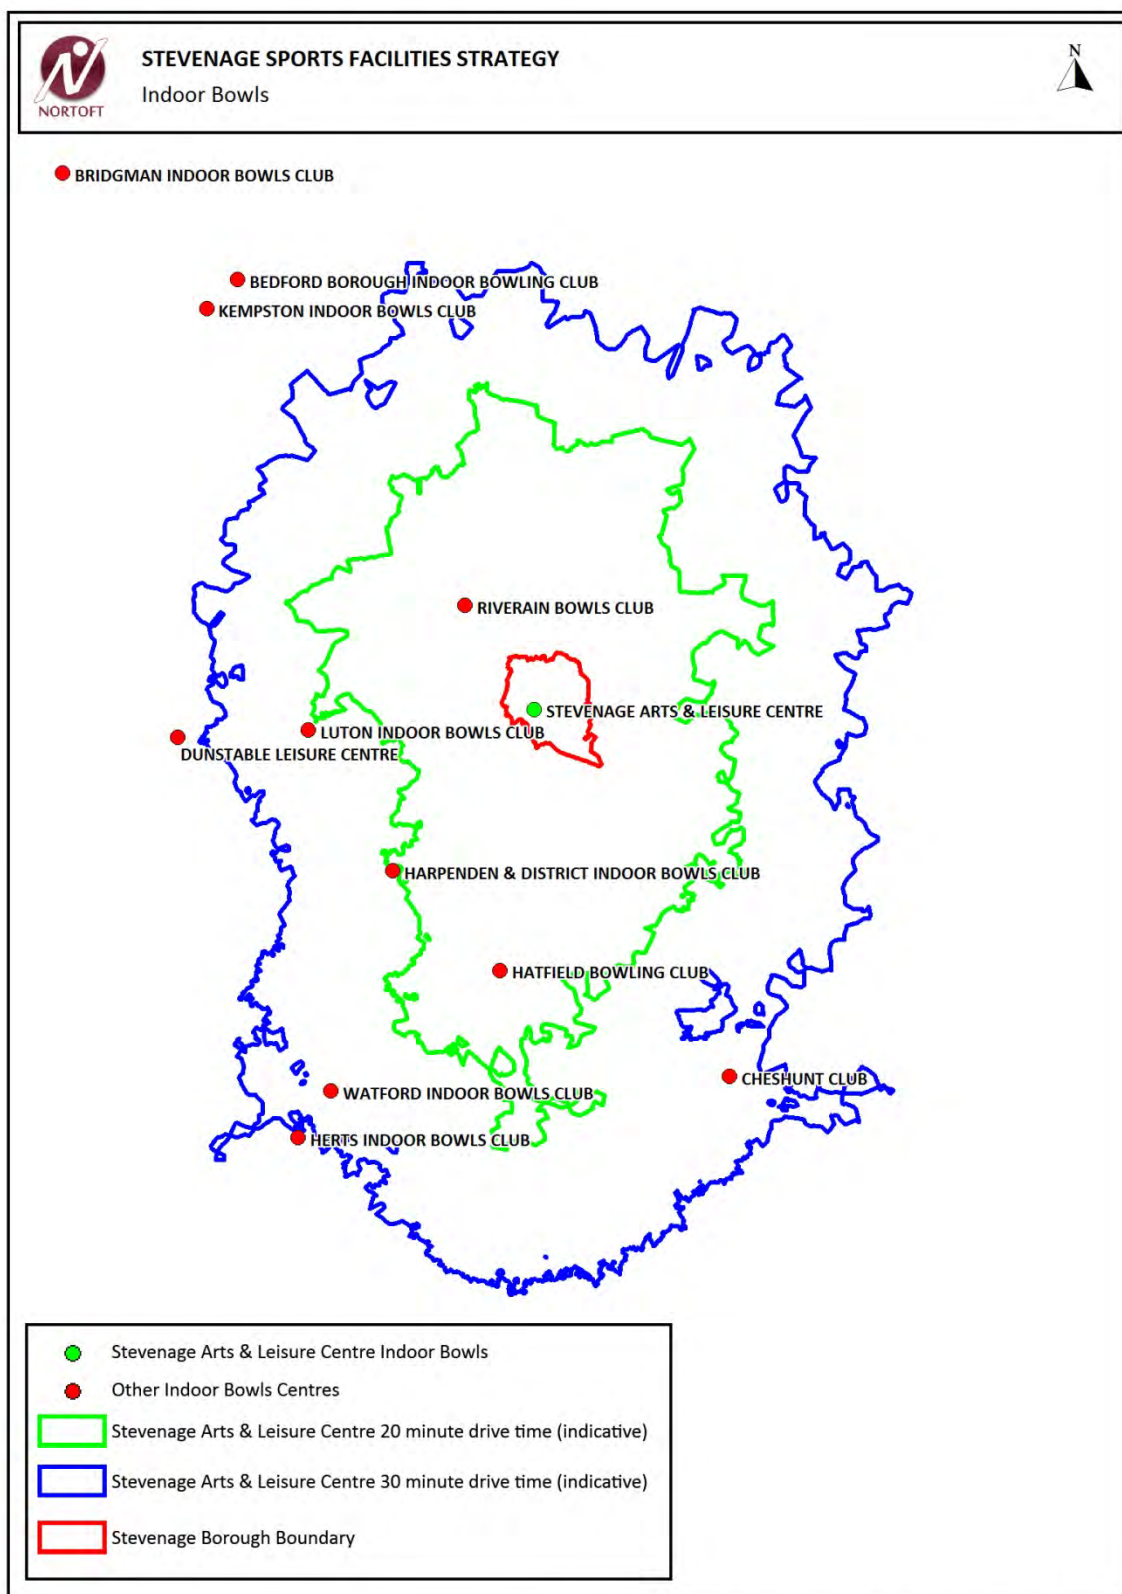 STEVENAGE SPORTS FACILITIES STRATEGY
Indoor Bowls
NORTOFT
N
BRIDGMAN INDOOR BOWLS CLUB
BEDFORD BOROUGH INDOOR BOWLING CLUB
KEMPSTON INDOOR BOWLS CLUB
RIVERAIN BOWLS CLUB
STEVENAGE ARTS & LEISURE CENTRE
LUTON INDOOR BOWLS CLUB
DUNSTABLE LEISURE CENTRE
HARPENDEN & DISTRICT INDOOR BOWLS CLUB
HATFIELD BOWLING CLUB
CHESHUNT CLUB
WATFORD INDOOR BOWLS CLUB
HERTS INDOOR BOWLS CLUB
Stevenage Arts & Leisure Centre Indoor Bowls
Other Indoor Bowls Centres
Stevenage Arts & Leisure Centre 20 minute drive time (indicative)
Stevenage Arts & Leisure Centre 30 minute drive time (indicative)
Stevenage Borough Boundary